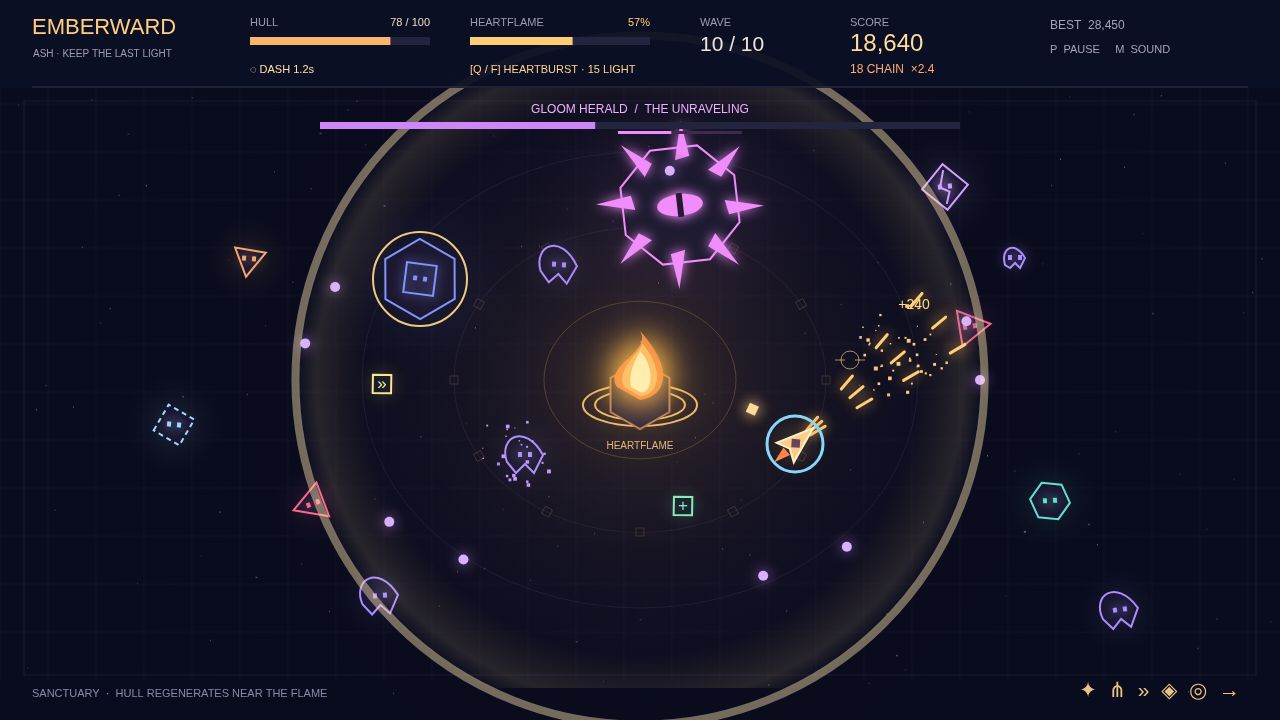 EMBERWARD
ASH · KEEP THE LAST LIGHT
HULL 78 / 100
DASH 1.2s
HEARTFLAME 57%
[Q / F] HEARTBURST · 15 LIGHT
WAVE
10 / 10
SCORE
18,640
18 CHAIN ×2.4
BEST 28,450
P PAUSE M SOUND
GLOOM HERALD / THE UNRAVELING
+240
HEARTFLAME
SANCTUARY · HULL REGENERATES NEAR THE FLAME